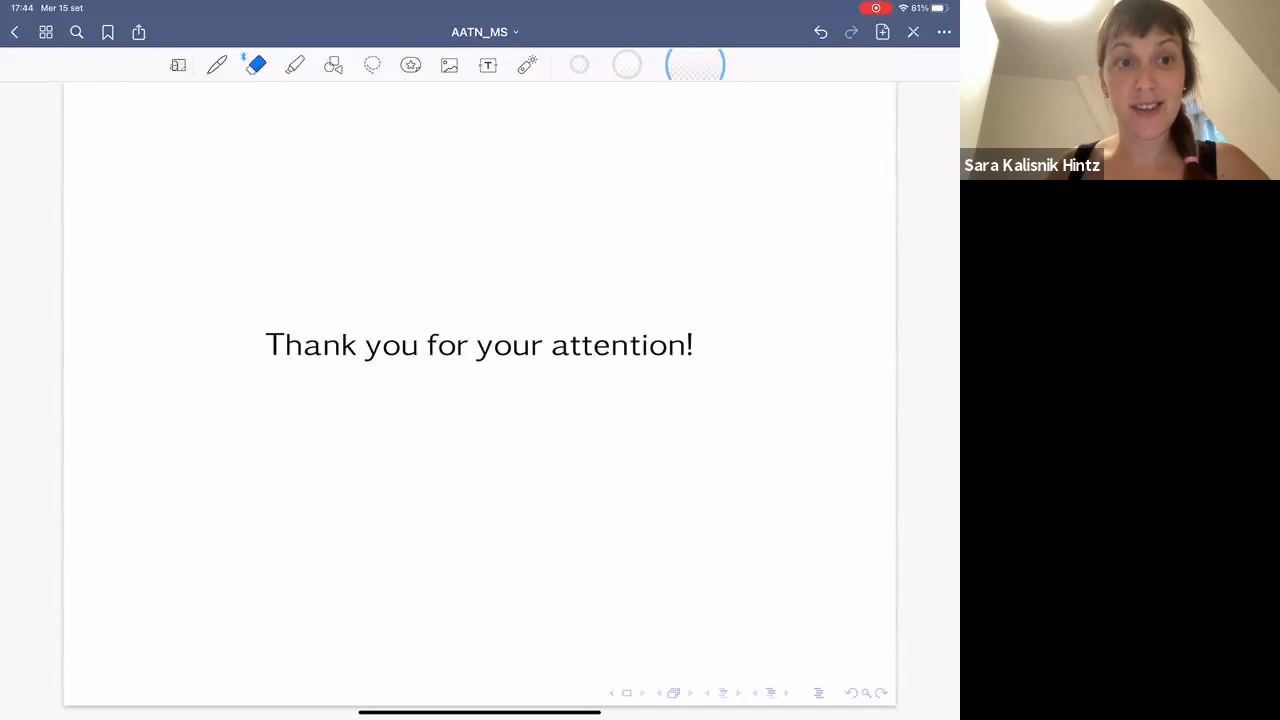 17:44 Mer 15 set
81%
AATN_MS
T
Sara Kalisnik Hintz
Thank you for your attention!